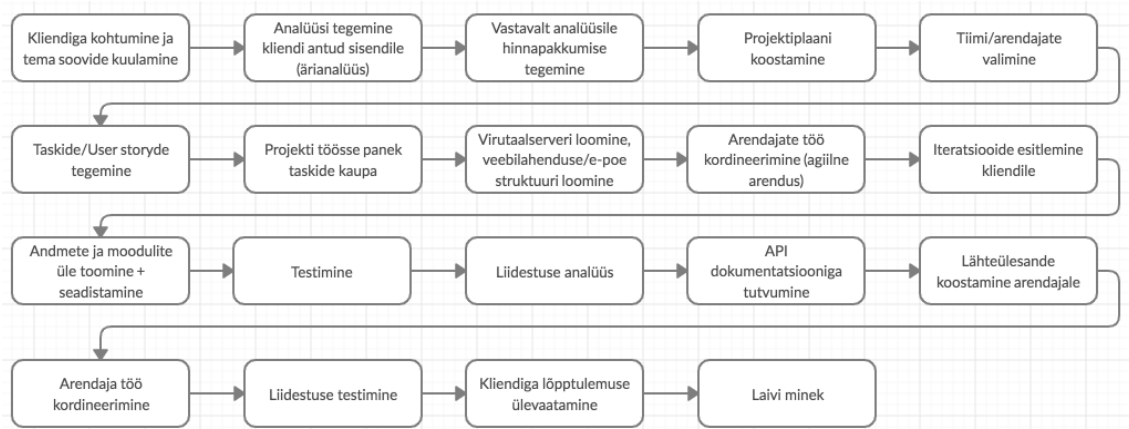 Kliendiga kohtumine ja
tema soovide kuulamine
Analüüsi tegemine
kliendi antud sisendile
(ärianalüüs)
Vastavalt analüüsile
hinnapakkumise
tegemine
Projektiplaani
koostamine
Tiimi/arendajate
valimine
Taskide/User storyde
tegemine
Projekti töösse panek
taskide kaupa
Virutaalserveri loomine,
veebilahenduse/e-poe
struktuuri loomine
Arendajate töö
kordineerimine (agiilne
arendus)
Iteratsiooide esitlemine
kliendile
Andmete ja moodulite
üle toomine +
seadistamine
Testimine
Liidestuse analüüs
API
dokumentatsiooniga
tutvumine
Lähteülesande
koostamine arendajale
Arendaja töö
kordineerimine
Liidestuse testimine
Kliendiga lõpptulemuse
ülevaatamine
Laivi minek